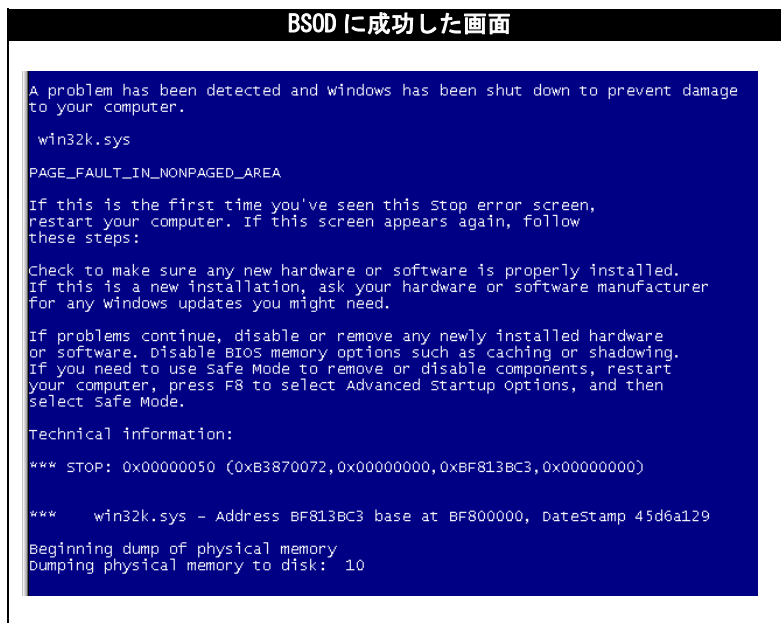 BSOD に成功した画面
A problem has been detected and windows has been shut down to prevent damage
to your computer.
win32k.sys
PAGE_FAULT_IN_NONPAGED_AREA
If this is the first time you've seen this Stop error screen,
restart your computer. If this screen appears again, follow
these steps:
Check to make sure any new hardware or software is properly installed.
If this is a new installation, ask your hardware or software manufacturer
for any windows updates you might need.
If problems continue, disable or remove any newly installed hardware
or software. Disable BIOS memory options such as caching or shadowing.
If you need to use Safe Mode to remove or disable components, restart
your computer, press F8 to select Advanced Startup Options, and then
select Safe Mode.
Technical information:
*** STOP: 0x00000050 (0xB3870072,0x00000000,0xBF813BC3,0x00000000)
*** win32k.sys – Address BF813BC3 base at BF800000, DateStamp 45d6a129
Beginning dump of physical memory
Dumping physical memory to disk: 10